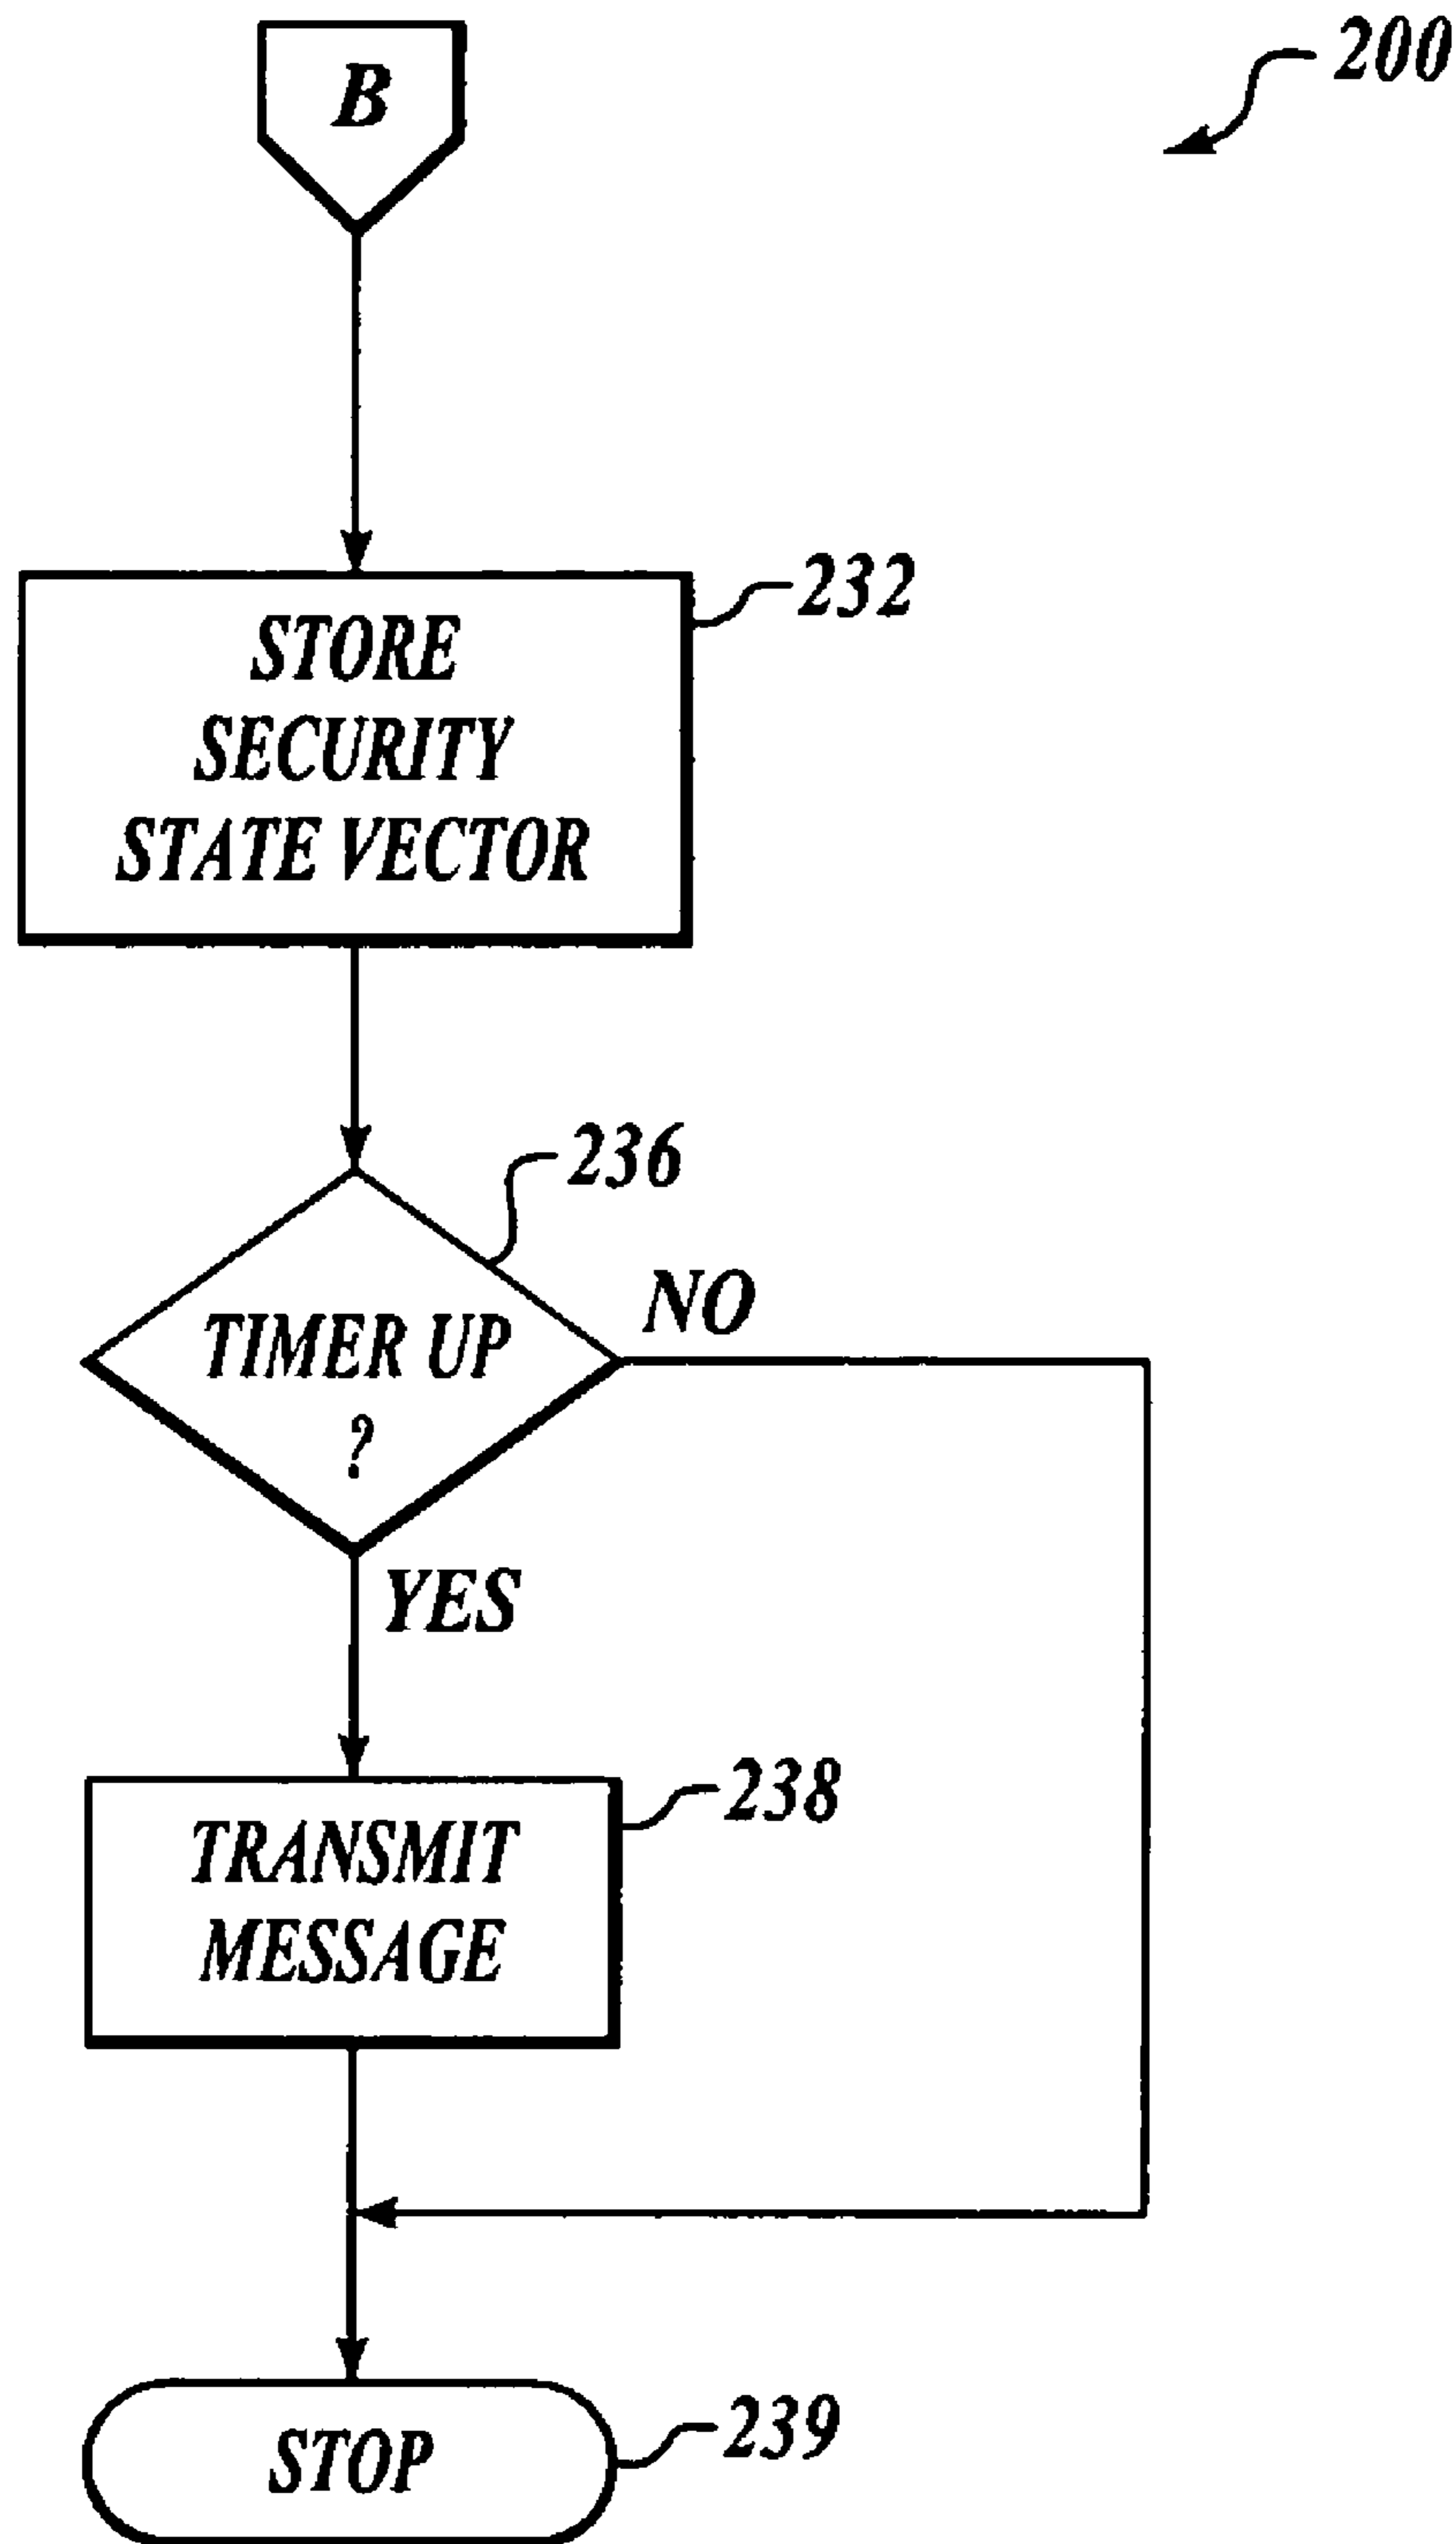 B
200
STORE
SECURITY
STATE VECTOR
232
236
TIMER UP
?
NO
YES
TRANSMIT
MESSAGE
238
STOP
239